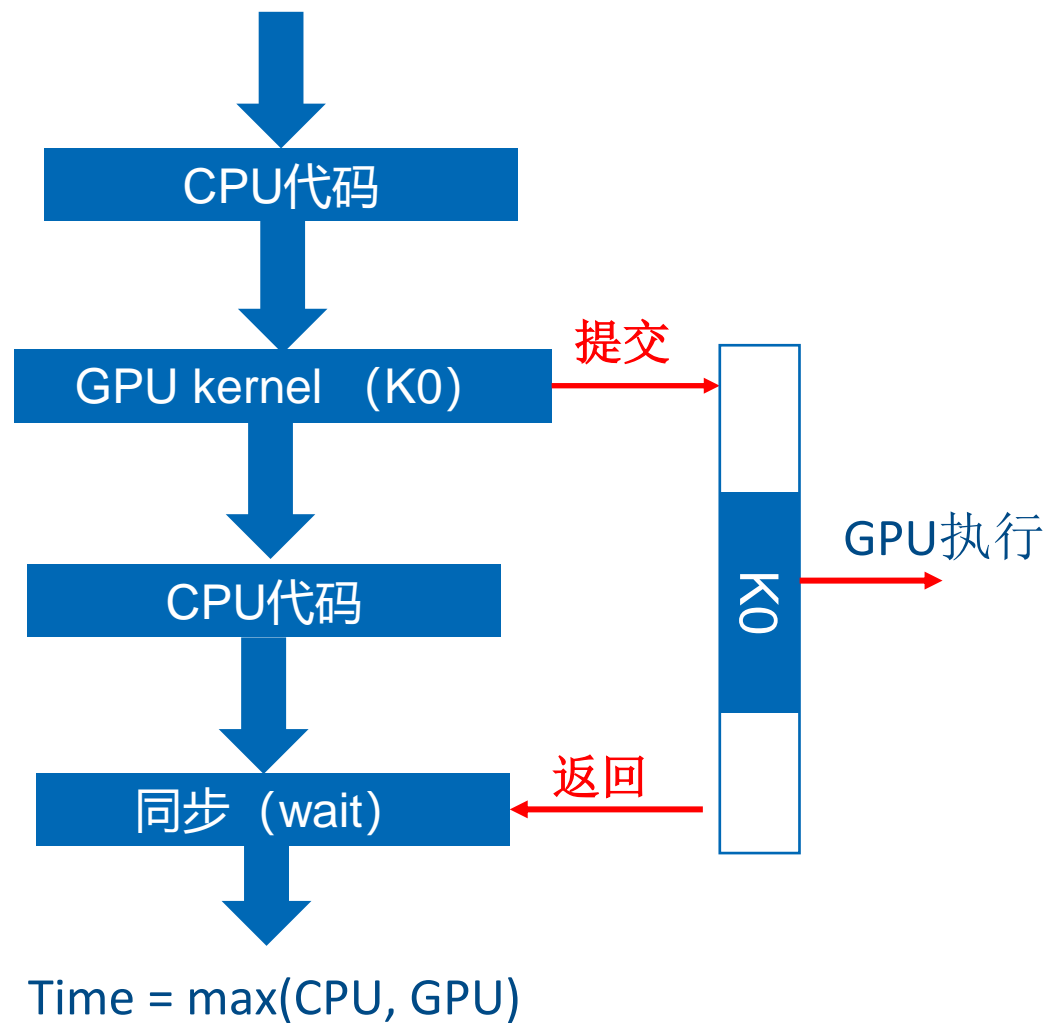 CPU代码
提交
GPU kernel （K0）
GPU执行
K0
CPU代码
返回
同步（wait）
Time = max(CPU, GPU)